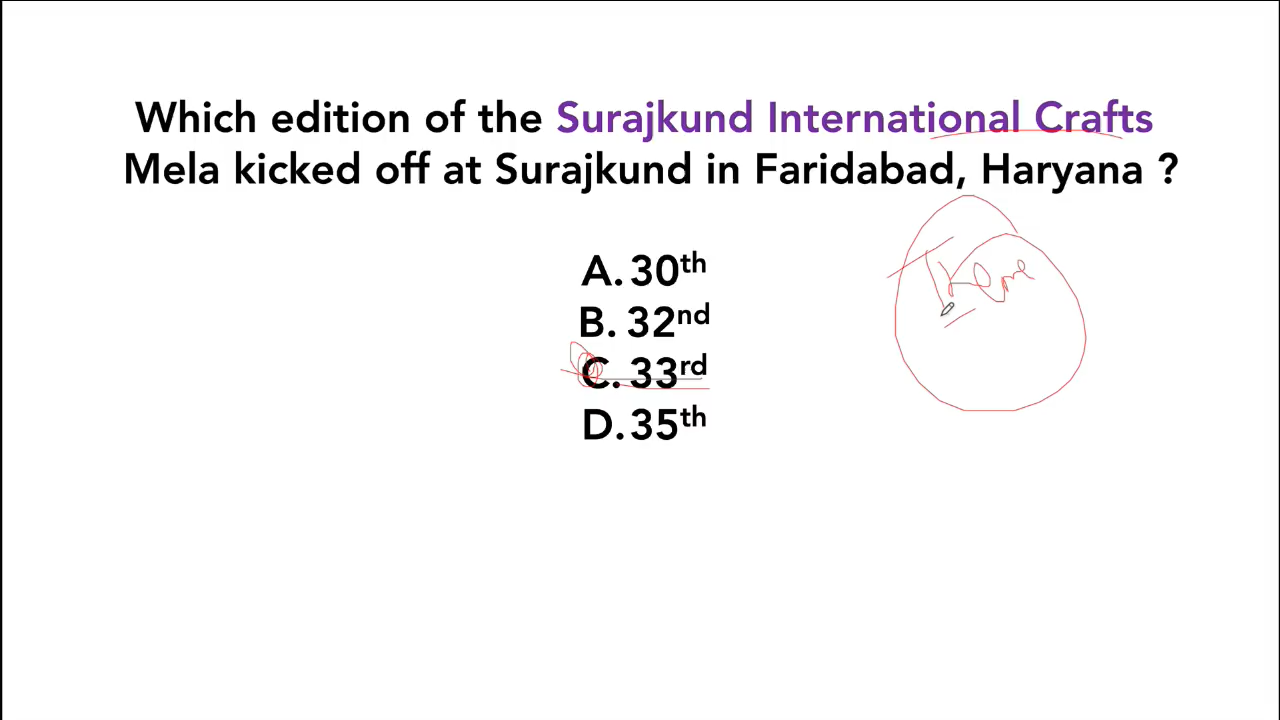 Which edition of the Surajkund International Crafts
Mela kicked off at Surajkund in Faridabad, Haryana ?
Theme
A. 30th
B. 32nd
C. 33rd
D. 35th